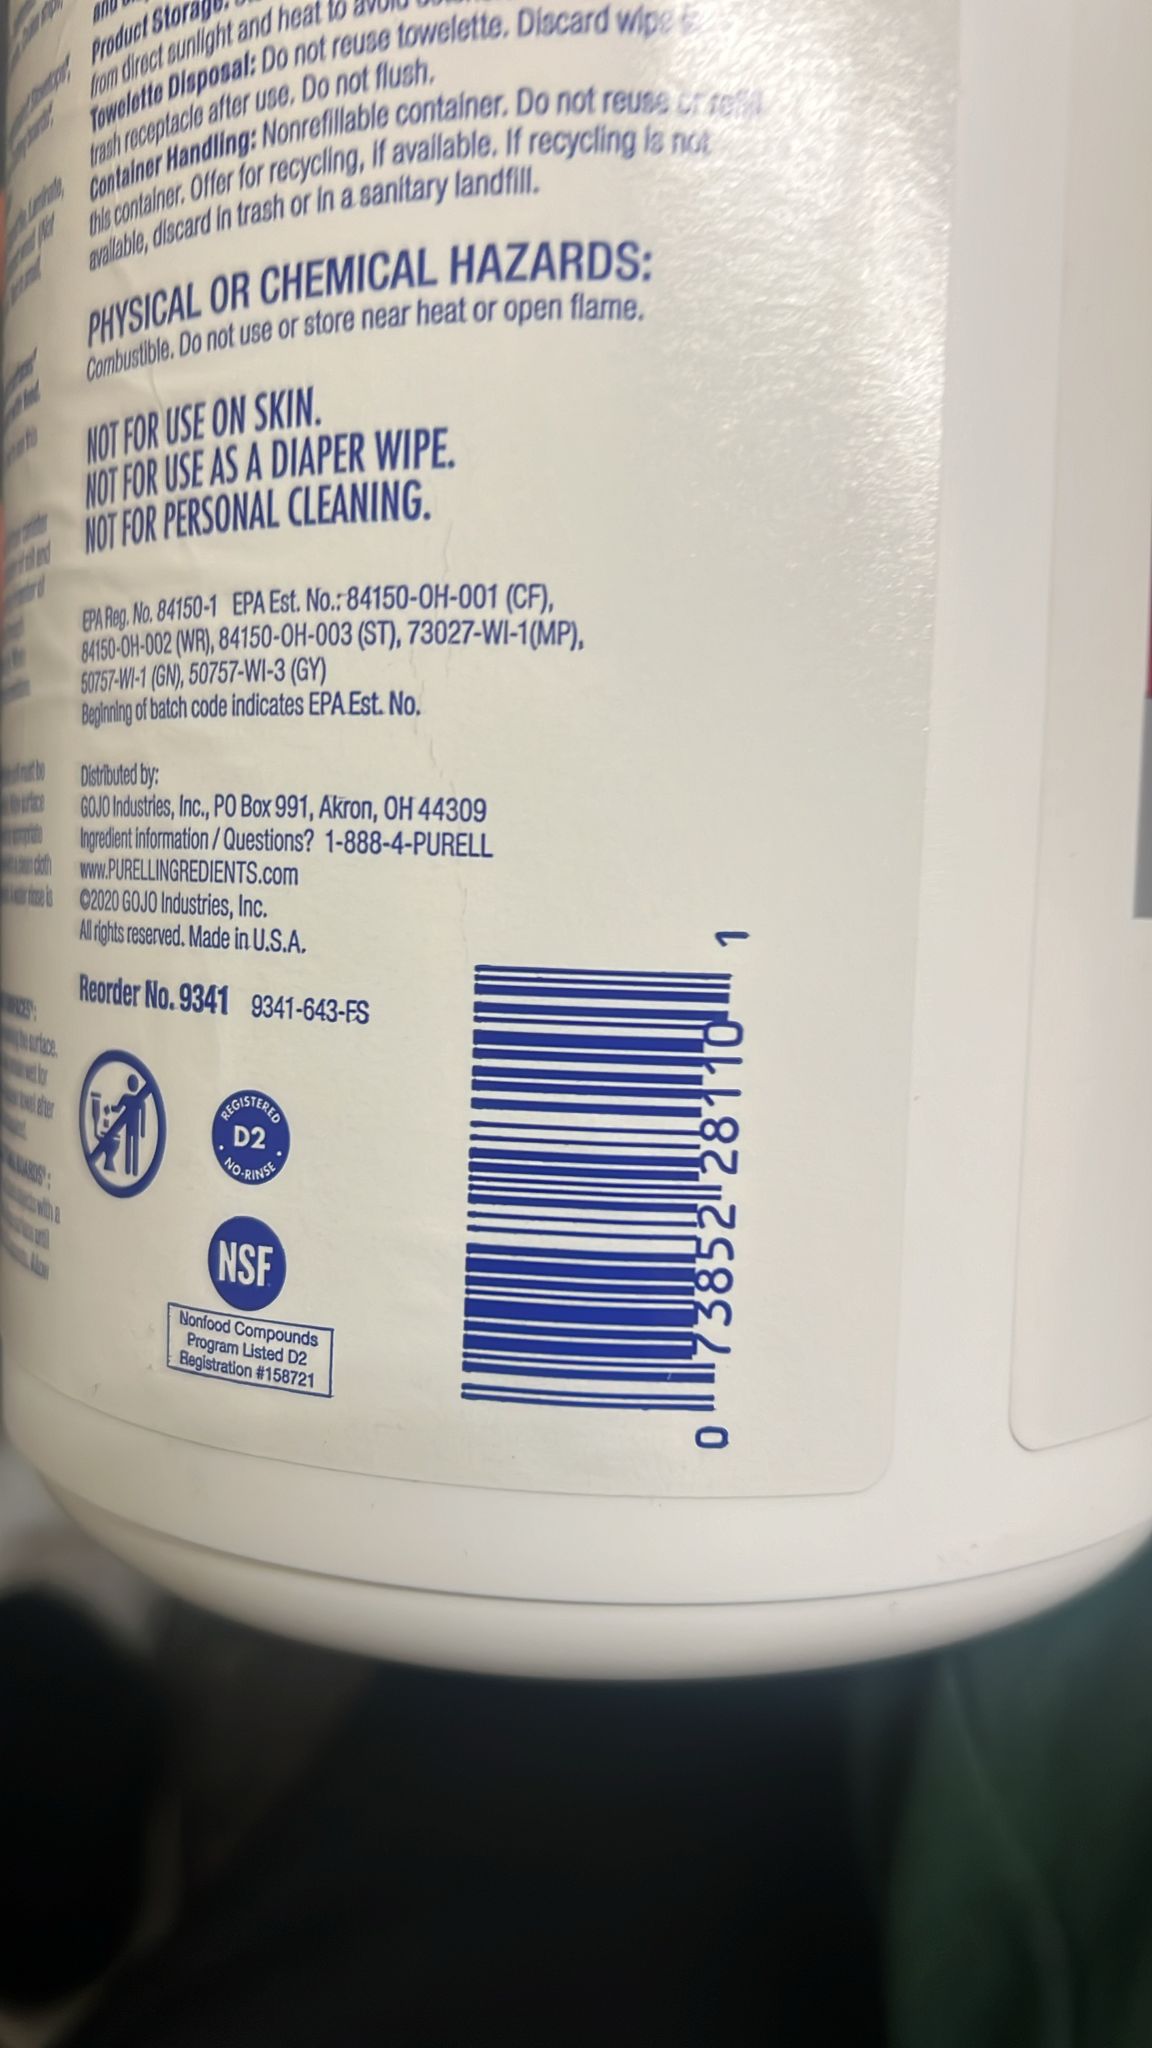 Product Storage:
from direct sunlight and heat to avoid
Towelette Disposal: Do not reuse towelette. Discard wipe
trash receptacle after use. Do not flush.
Container Handling: Nonrefillable container. Do not reuse or refill
this container. Offer for recycling, if available. If recycling is not
available, discard in trash or in a sanitary landfill.
PHYSICAL OR CHEMICAL HAZARDS:
Combustible. Do not use or store near heat or open flame.
NOT FOR USE ON SKIN.
NOT FOR USE AS A DIAPER WIPE.
NOT FOR PERSONAL CLEANING.
EPA Reg. No. 84150-1 EPA Est. No.: 84150-OH-001 (CF),
84150-OH-002 (WR), 84150-OH-003 (ST), 73027-WI-1(MP),
50757-WI-1 (GN), 50757-WI-3 (GY)
Beginning of batch code indicates EPA Est. No.
Distributed by:
GOJO Industries, Inc., PO Box 991, Akron, OH 44309
Ingredient information / Questions? 1-888-4-PURELL
www.PURELLINGREDIENTS.com
©2020 GOJO Industries, Inc.
All rights reserved. Made in U.S.A.
Reorder No. 9341 9341-643-FS
REGISTERED
D2
NO-RINSE
NSF
Nonfood Compounds
Program Listed D2
Registration #158721
0 73852 28110 1